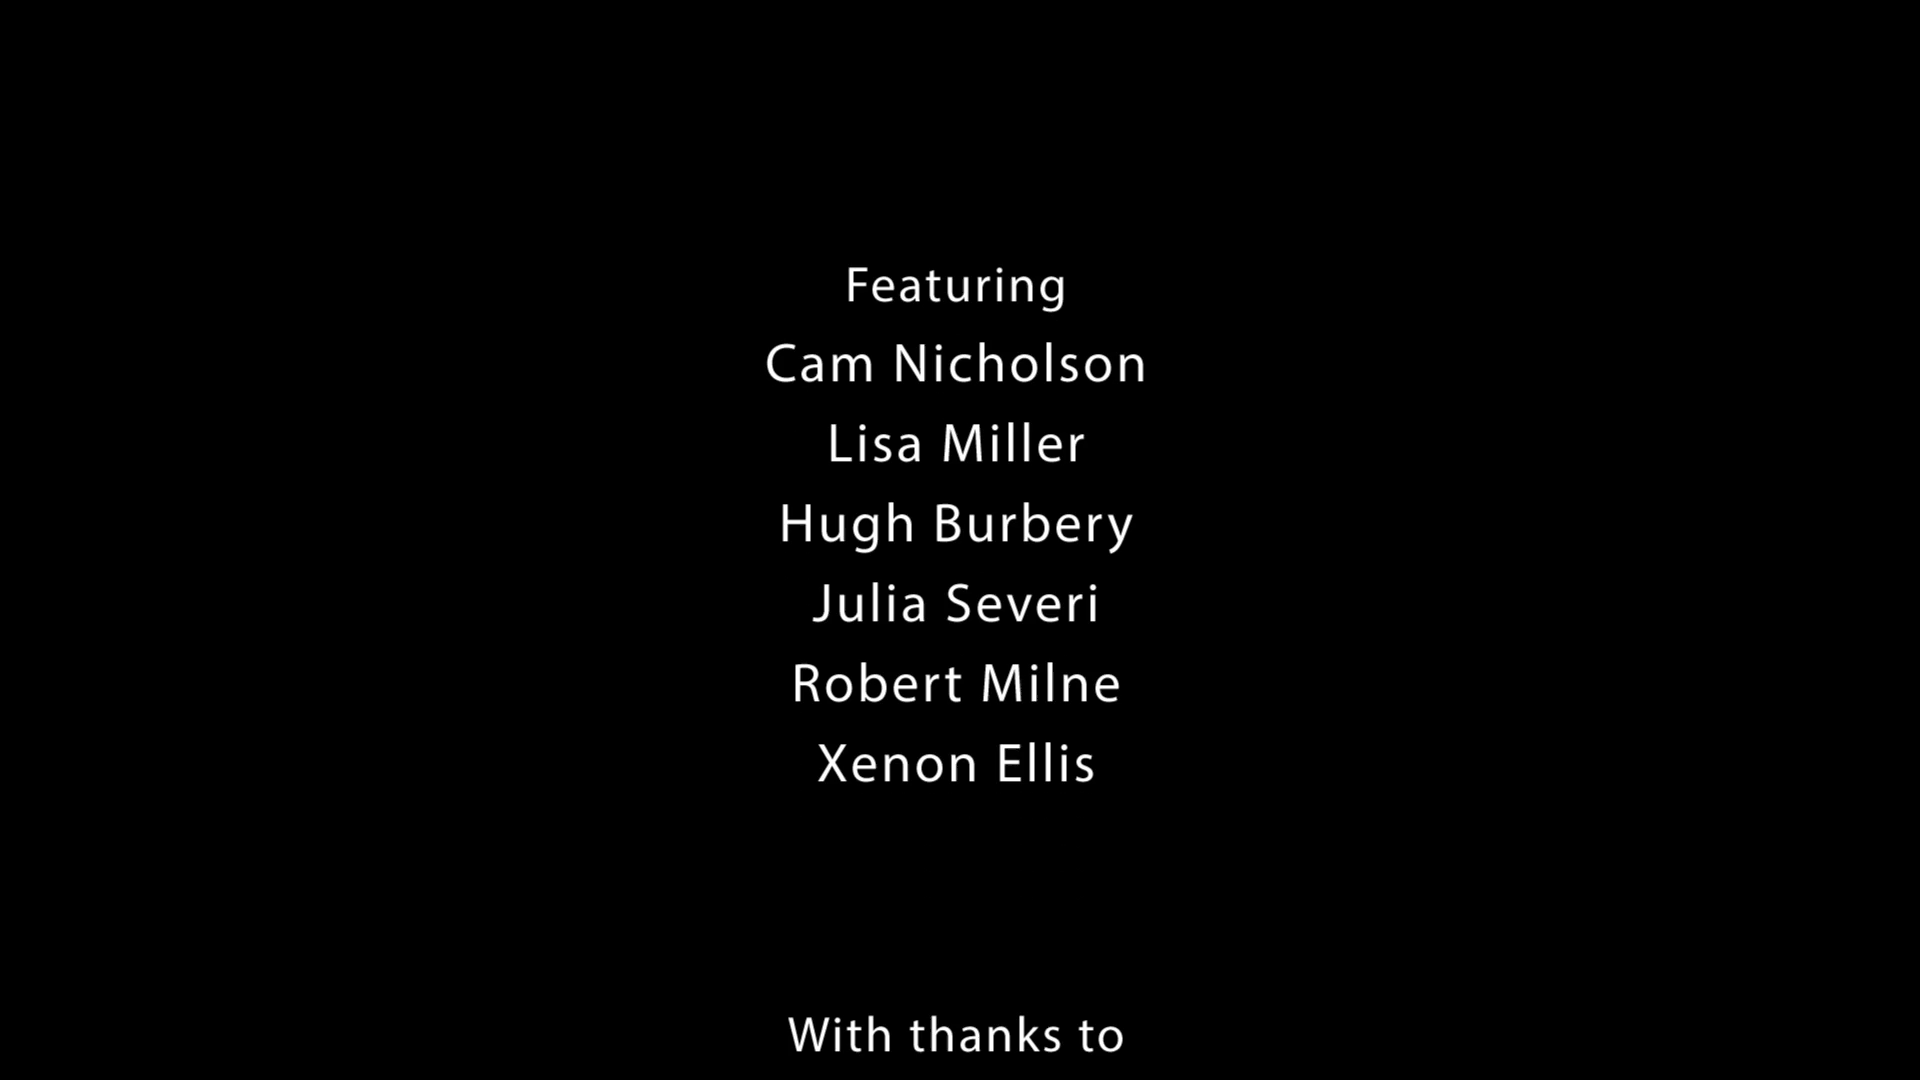 Featuring
Cam Nicholson
Lisa Miller
Hugh Burbery
Julia Severi
Robert Milne
Xenon Ellis
With thanks to